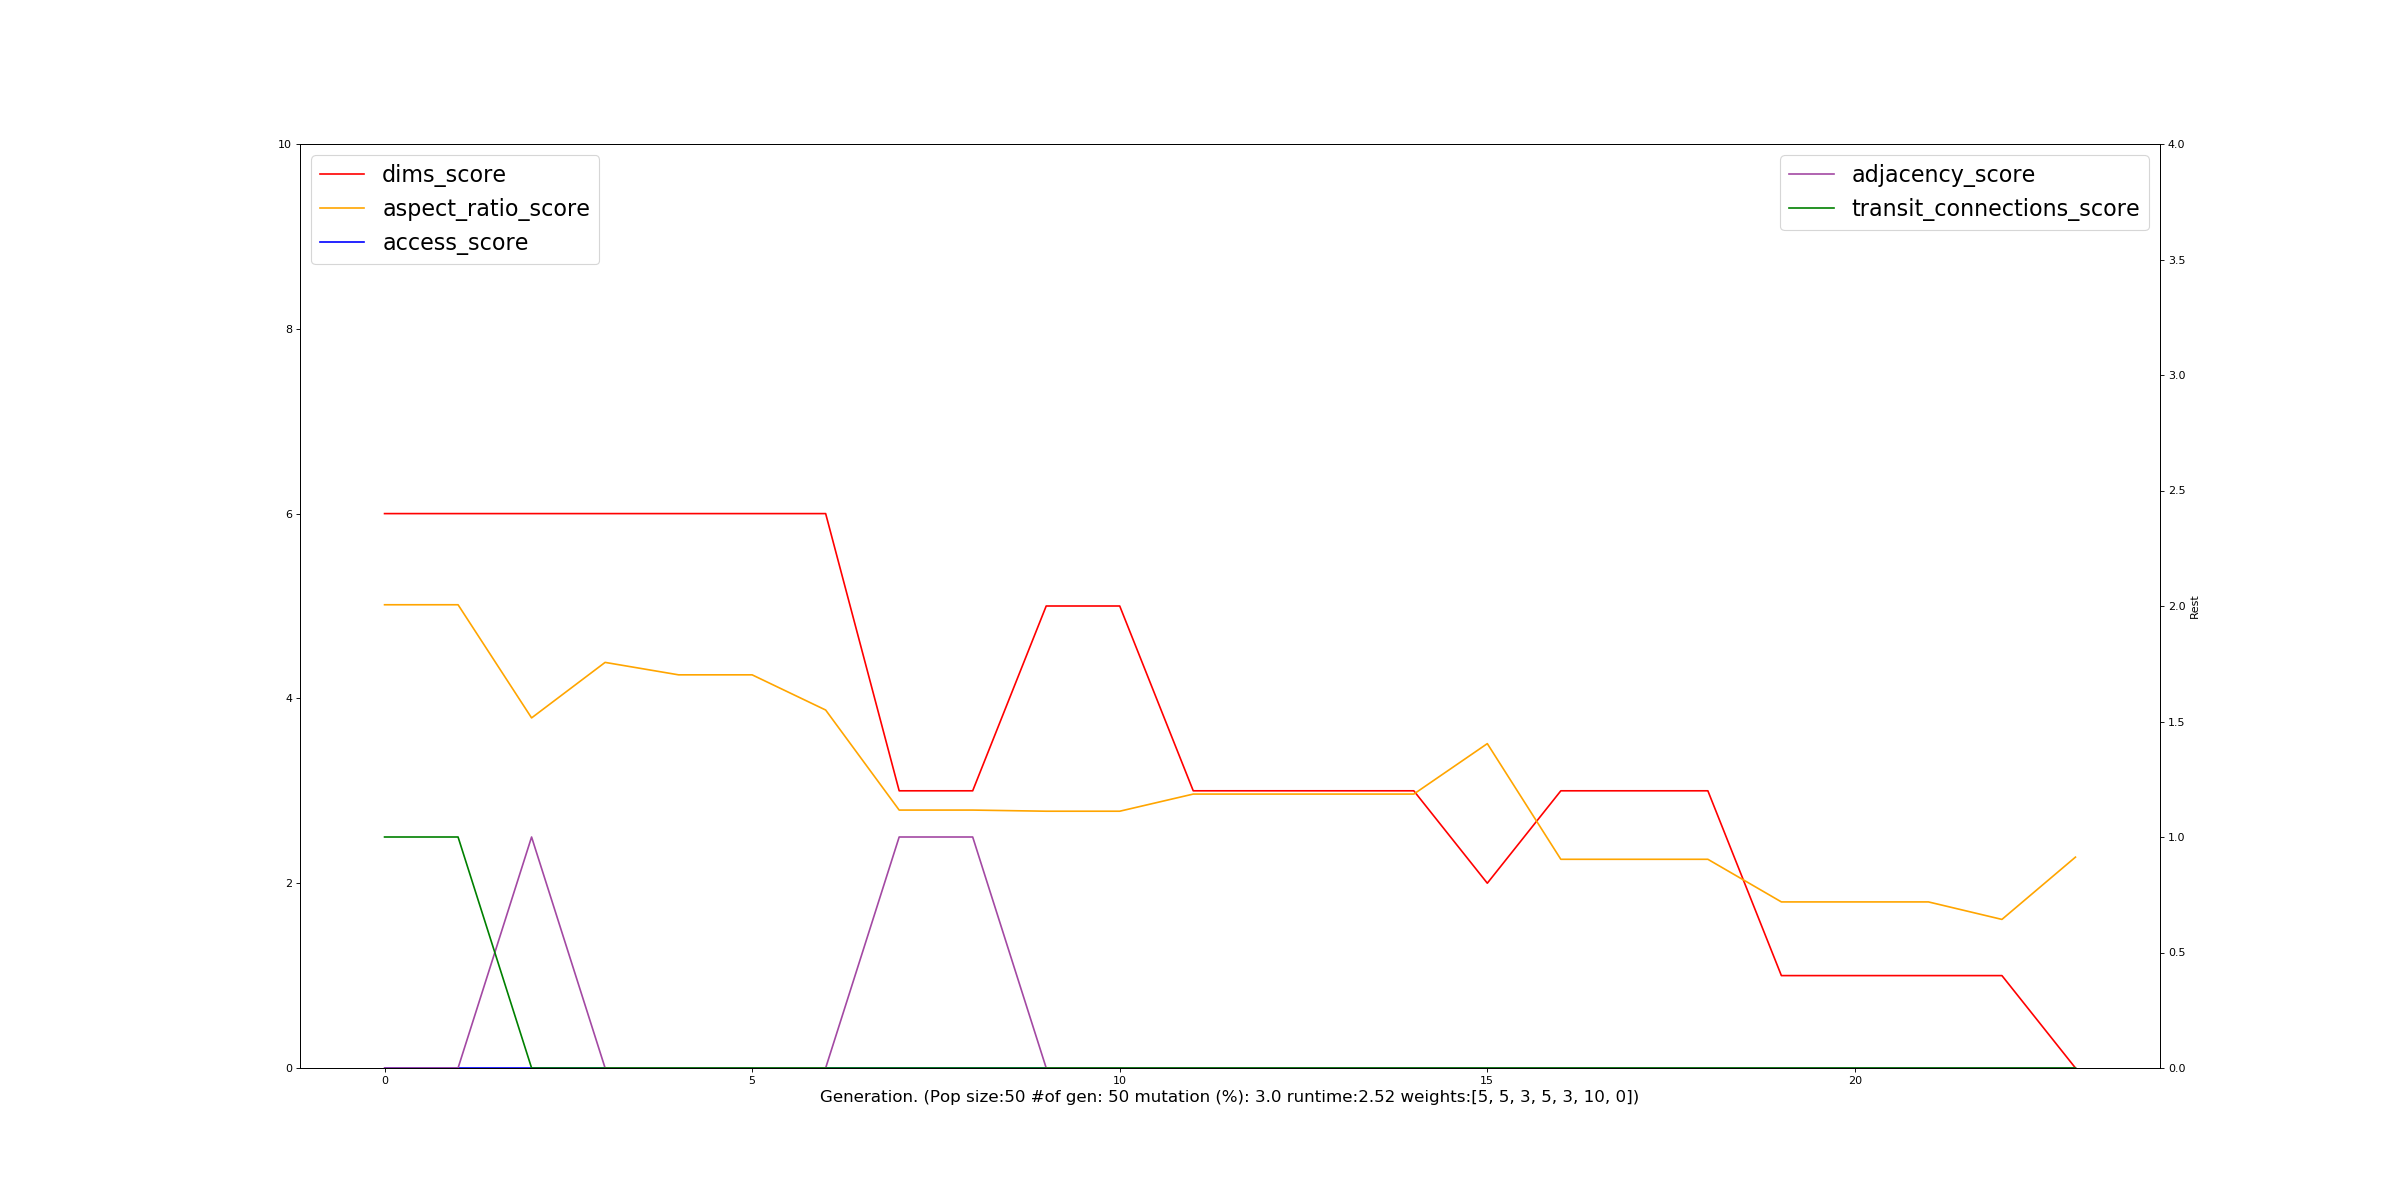 10
8
6
4
2
0
dims_score
aspect_ratio_score
access_score
adjacency_score
transit_connections_score
4.0
3.5
3.0
2.5
2.0
1.5
1.0
0.5
0.0
Rest
0 5 10 15 20
Generation. (Pop size:50 #of gen: 50 mutation (%): 3.0 runtime:2.52 weights:[5, 5, 3, 5, 3, 10, 0])